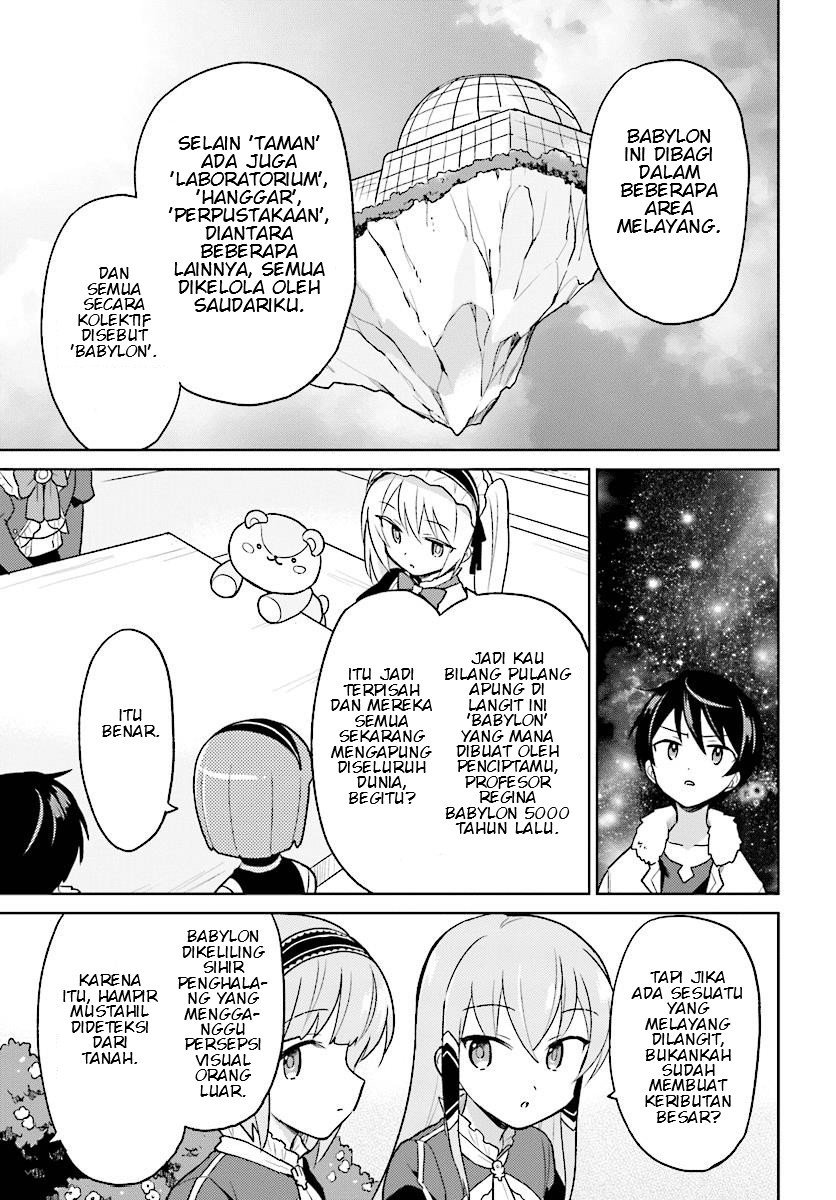 BABYLON
INI DIBAGI
DALAM
BEBERAPA
AREA
MELAYANG.
SELAIN 'TAMAN'
ADA JUGA
'LABORATORIUM',
'HANGGAR',
'PERPUSTAKAAN',
DIANTARA
BEBERAPA
LAINNYA, SEMUA
DIKELOLA OLEH
SAUDARIKU.
DAN
SEMUA
SECARA
KOLEKTIF
DISEBUT
'BABYLON'.
JADI KAU
BILANG PULANG
APUNG DI
LANGIT INI
'BABYLON'
YANG MANA
DIBUAT OLEH
PENCIPTAMU,
PROFESOR
REGINA
BABYLON 5000
TAHUN LALU.
ITU JADI
TERPISAH
DAN MEREKA
SEMUA
SEKARANG
MENGAPUNG
DISELURUH
DUNIA,
BEGITU?
ITU
BENAR.
TAPI JIKA
ADA SESUATU
YANG
MELAYANG
DILANGIT,
BUKANKAH
SUDAH
MEMBUAT
KERIBUTAN
BESAR?
BABYLON
DIKELILING
SIHIR
PENGHALA-
NG YANG
MENGGA-
NGGU
PERSEPSI
VISUAL
ORANG
LUAR.
KARENA
ITU, HAMPIR
MUSTAHIL
DIDETEKSI
DARI
TANAH.